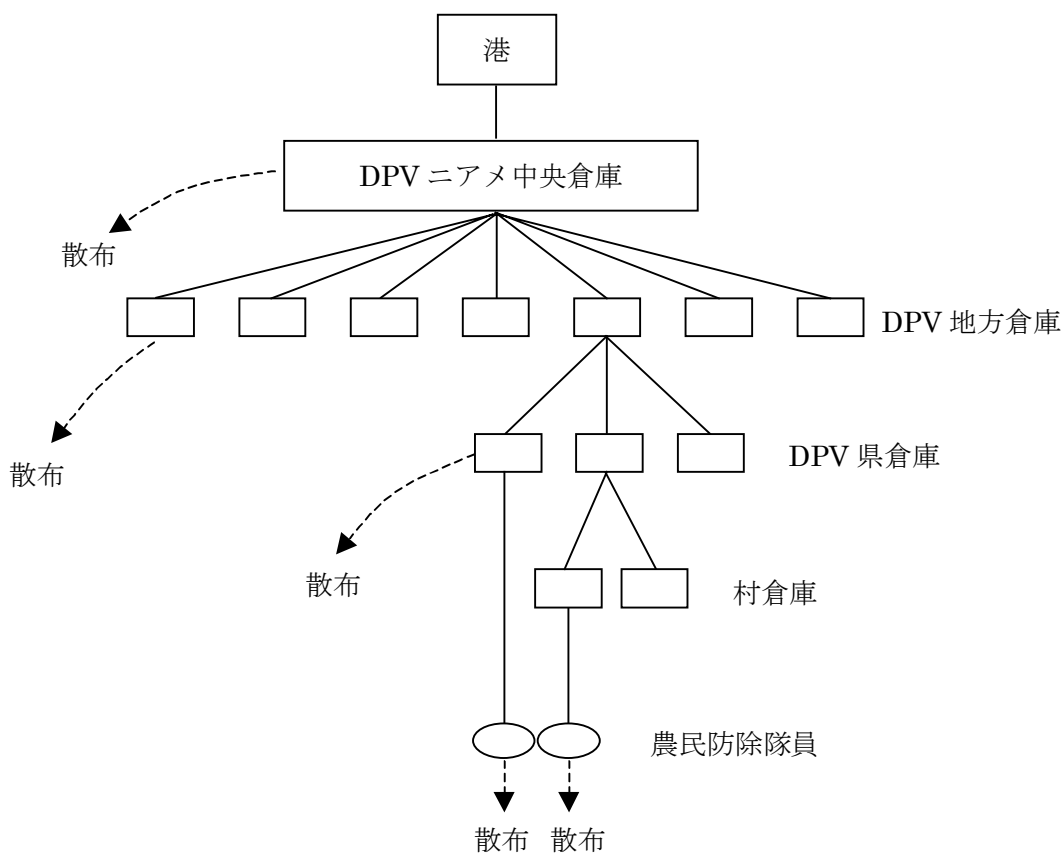 港
DPV ニアメ中央倉庫
散布
DPV 地方倉庫
散布
DPV 県倉庫
散布
村倉庫
農民防除隊員
散布 散布